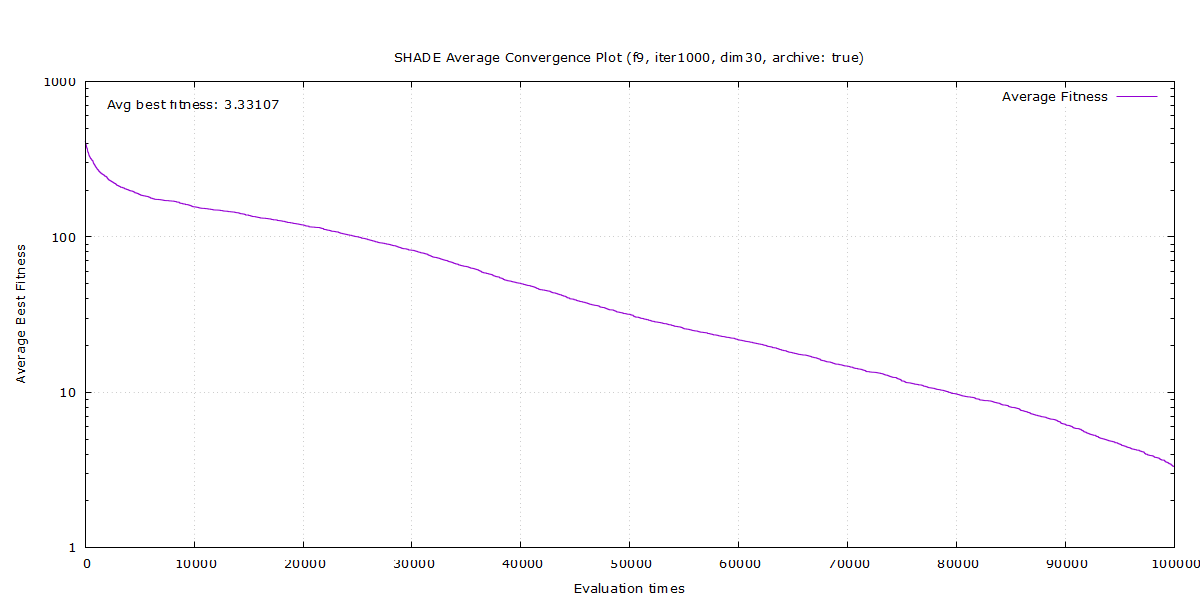 SHADE Average Convergence Plot (f9, iter1000, dim30, archive: true)
1000
Avg best fitness: 3.33107
Average Fitness
100
10
1
Average Best Fitness
0 10000 20000 30000 40000 50000 60000 70000 80000 90000 100000
Evaluation times